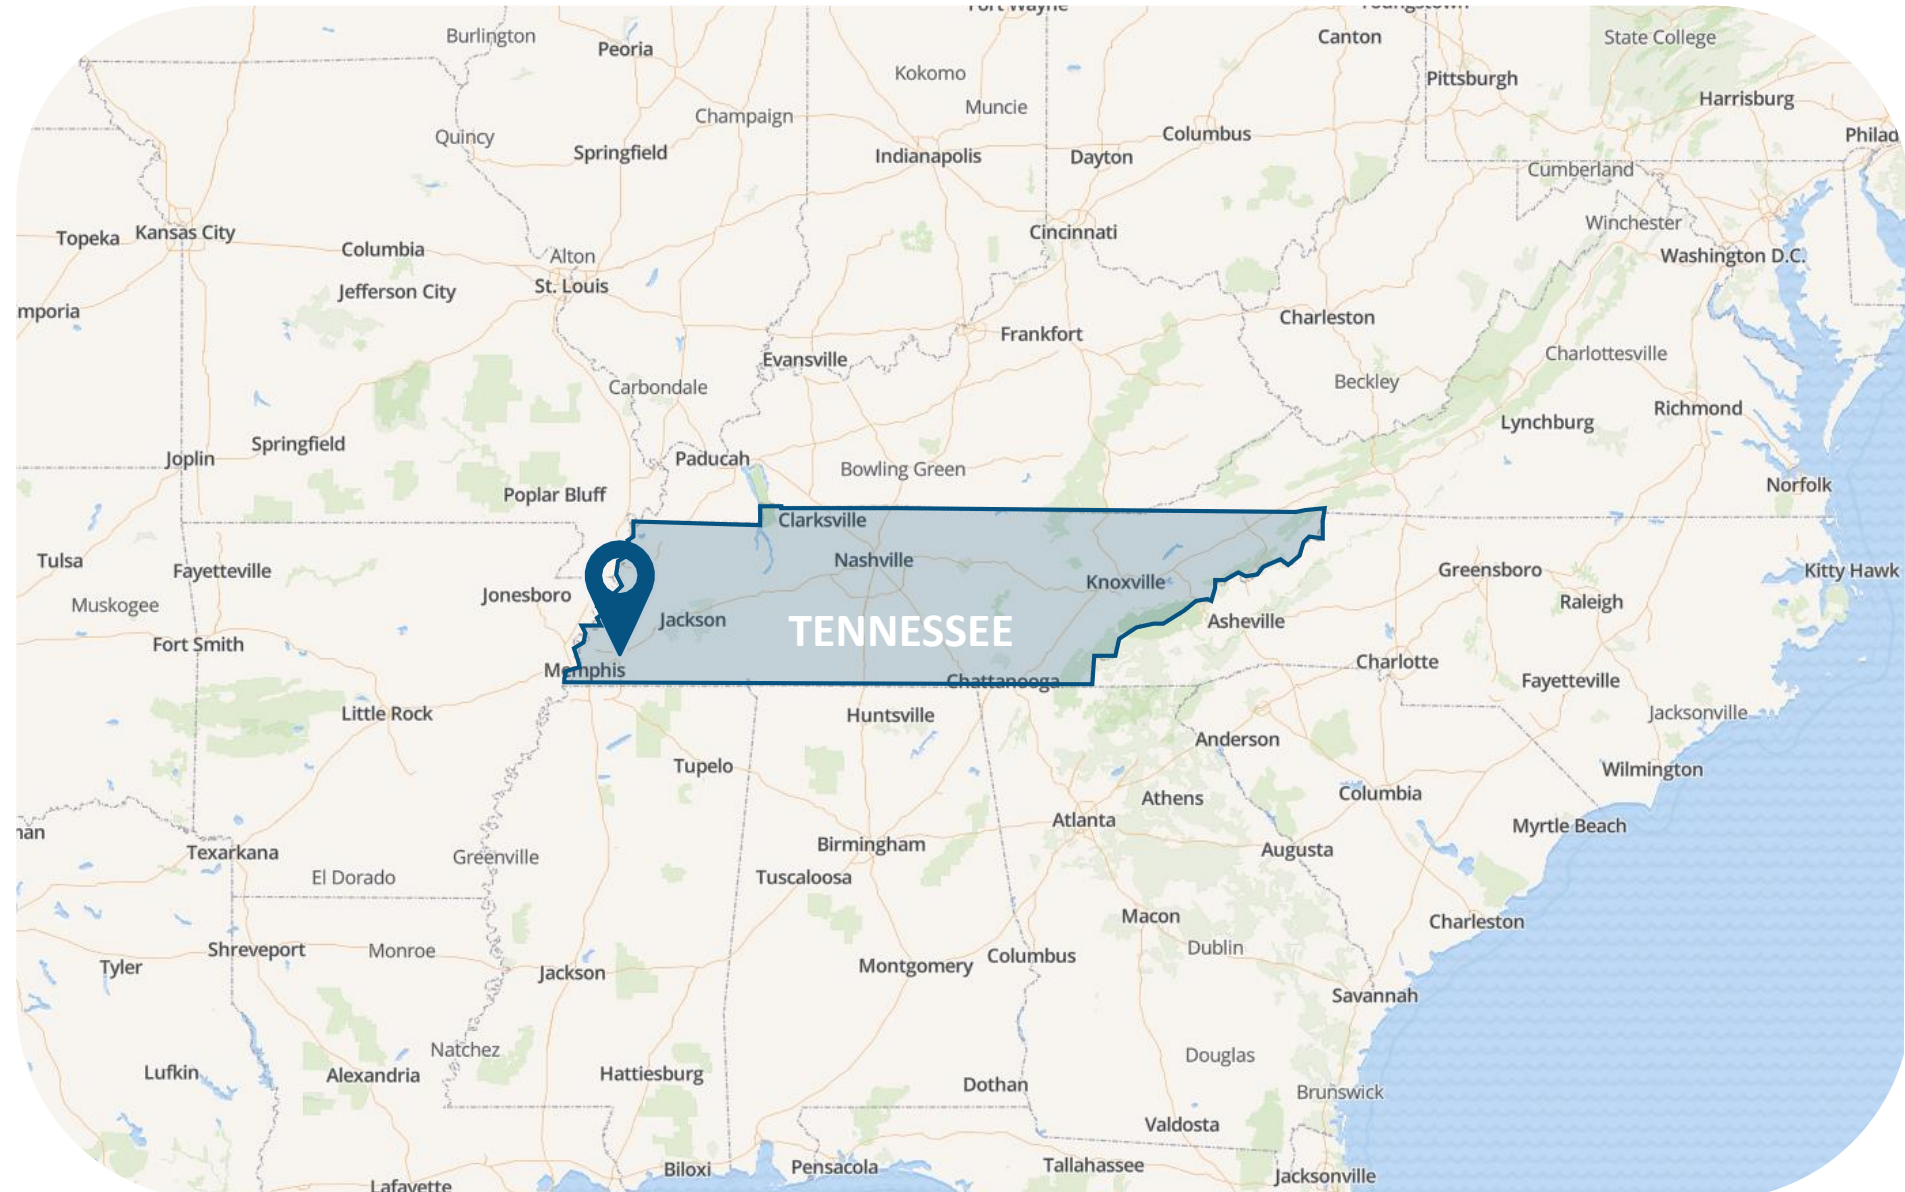 Fort Wayne
Youngstown
Burlington
Peoria
Canton
State College
Kokomo
Pittsburgh
Muncie
Harrisburg
Champaign
Quincy
Springfield
Indianapolis
Dayton
Columbus
Philad
Cumberland
Topeka
Kansas City
Columbia
Alton
Cincinnati
Winchester
Washington D.C.
Jefferson City
St. Louis
mporia
Frankfort
Charleston
Evansville
Charlottesville
Carbondale
Beckley
Richmond
Lynchburg
Springfield
Joplin
Paducah
Bowling Green
Norfolk
Poplar Bluff
Clarksville
Tulsa
Fayetteville
Nashville
Knoxville
Greensboro
Kitty Hawk
Jonesboro
Muskogee
Raleigh
Jackson
TENNESSEE
Asheville
Fort Smith
Memphis
Charlotte
Chattanooga
Fayetteville
Little Rock
Huntsville
Jacksonville
Anderson
Tupelo
Wilmington
Athens
Columbia
Atlanta
Myrtle Beach
nan
Texarkana
Greenville
Birmingham
Augusta
El Dorado
Tuscaloosa
Macon
Charleston
Shreveport
Monroe
Dublin
Tyler
Jackson
Montgomery
Columbus
Savannah
Natchez
Douglas
Lufkin
Alexandria
Hattiesburg
Dothan
Brunswick
Valdosta
Biloxi
Pensacola
Tallahassee
Jacksonville
Lafayette